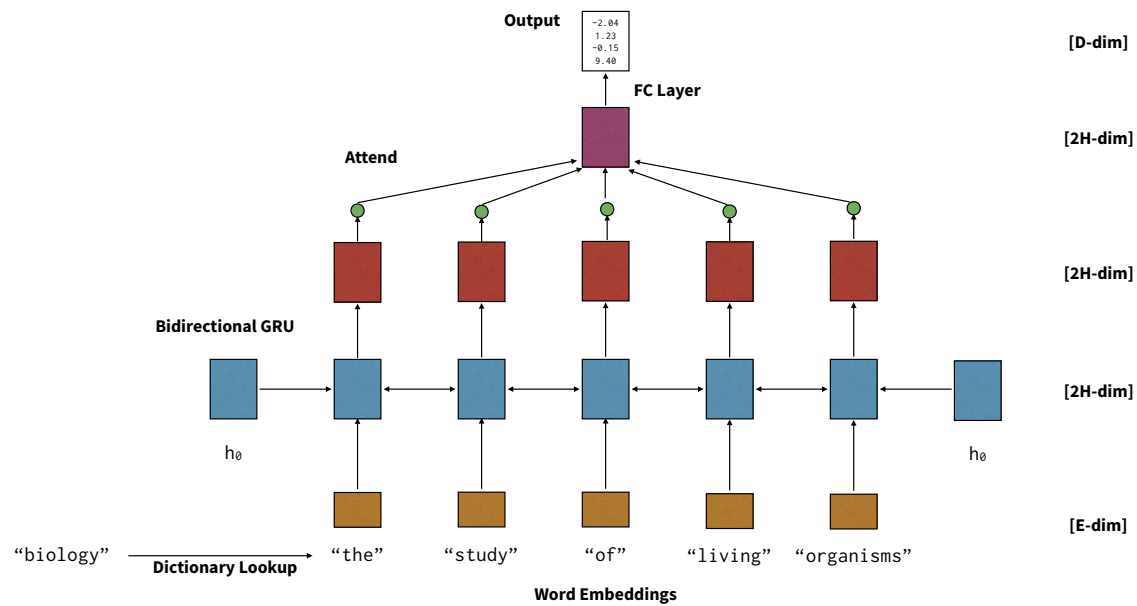 Output
-2.04
1.23
-0.15
9.40
[D-dim]
FC Layer
[2H-dim]
Attend
[2H-dim]
Bidirectional GRU
[2H-dim]
h₀
h₀
[E-dim]
“biology”
Dictionary Lookup
“the”
“study”
“of”
“living”
“organisms”
Word Embeddings